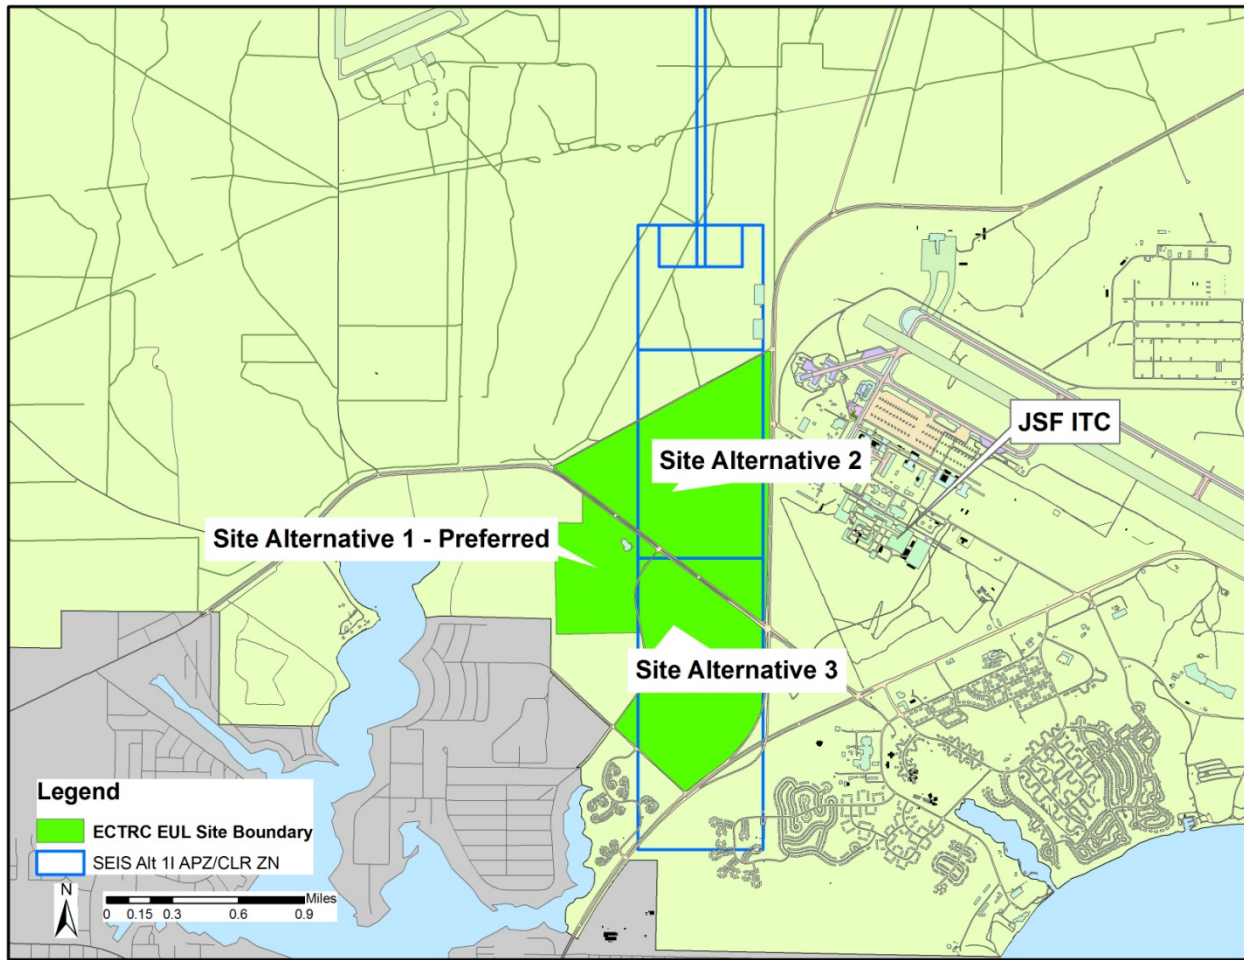 JSF ITC
Site Alternative 2
Site Alternative 1 - Preferred
Site Alternative 3
Legend
ECTRC EUL Site Boundary
SEIS Alt 1I APZ/CLR ZN
N
Miles
0 0.15 0.3 0.6 0.9